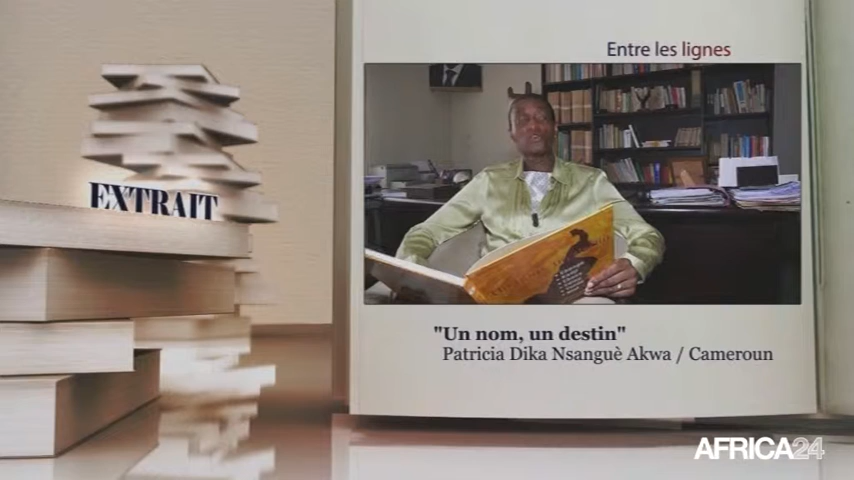 Entre les lignes
EXTRAIT
"Un nom, un destin"
Patricia Dika Nsanguè Akwa / Cameroun
AFRICA24